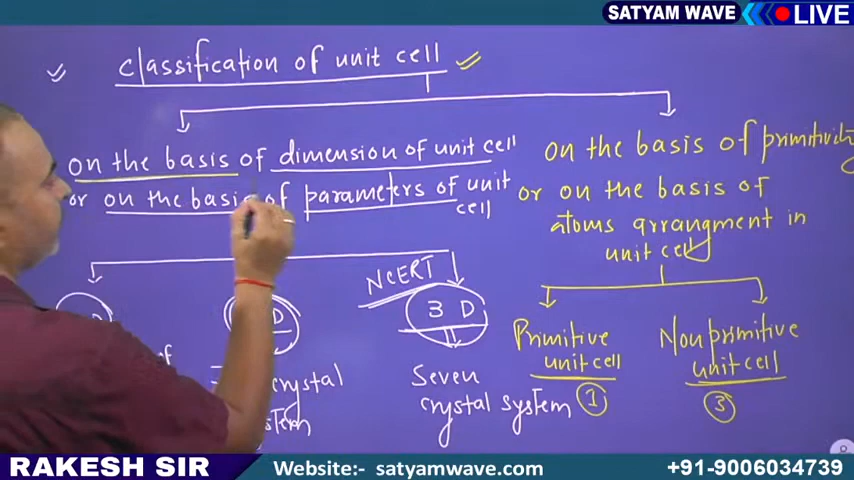 SATYAM WAVE LIVE
classification of unit cell
on the basis of dimension of unit cell
or on the basis of parameters of unit
cell
on the basis of primitivity
or on the basis of
atoms arrangment in
unit cell
NCERT
D
3 D
of
crystal
Seven
crystal system
Primitive
unit cell
1
Non primitive
unit cell
3
RAKESH SIR Website:- satyamwave.com +91-9006034739